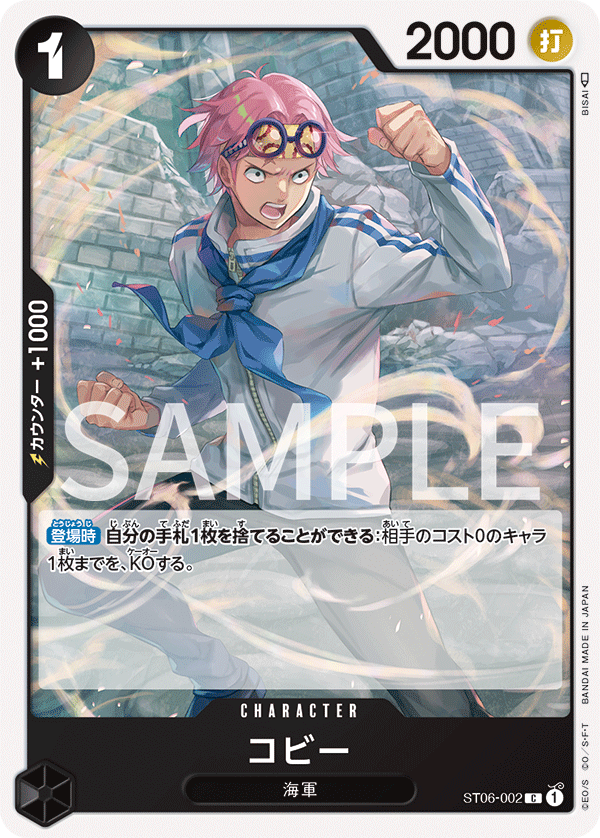 1
2000 打
BISAI
カウンター +1000
SAMPLE
登場時 自分の手札1枚を捨てることができる:相手のコスト0のキャラ
1枚までを、KOする。
CHARACTER
コビー
海軍
ST06-002 C 1
©E.O/S ©O/S・F・T BANDAI MADE IN JAPAN